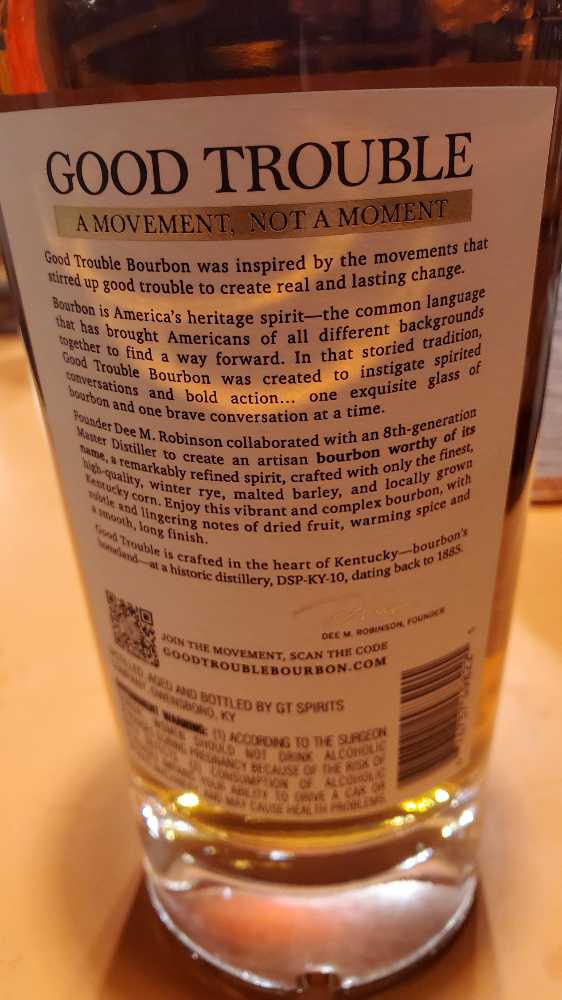 GOOD TROUBLE
A MOVEMENT, NOT A MOMENT
Good Trouble Bourbon was inspired by the movements that
stirred up good trouble to create real and lasting change.
Bourbon is America's heritage spirit—the common language
that has brought Americans of all different backgrounds
together to find a way forward. In that storied tradition,
Good Trouble Bourbon was created to instigate spirited
conversations and bold action... one exquisite glass of
bourbon and one brave conversation at a time.
Founder Dee M. Robinson collaborated with an 8th-generation
Master Distiller to create an artisan bourbon worthy of its
name, a remarkably refined spirit, crafted with only the finest,
high-quality, winter rye, malted barley, and locally grown
Kentucky corn. Enjoy this vibrant and complex bourbon, with
subtle and lingering notes of dried fruit, warming spice and
a smooth, long finish.
Good Trouble is crafted in the heart of Kentucky—bourbon's
homeland—at a historic distillery, DSP-KY-10, dating back to 1885.
DEE M. ROBINSON, FOUNDER
JOIN THE MOVEMENT, SCAN THE CODE
GOODTROUBLEBOURBON.COM
DISTILLED, AGED AND BOTTLED BY GT SPIRITS
COMPANY, OWENSBORO, KY
GOVERNMENT WARNING: (1) ACCORDING TO THE SURGEON
WOMEN SHOULD NOT DRINK ALCOHOLIC
DURING PREGNANCY BECAUSE OF THE RISK OF
CONSUMPTION OF ALCOHOLIC
YOUR ABILITY TO DRIVE A CAR OR
AND MAY CAUSE HEALTH PROBLEMS.